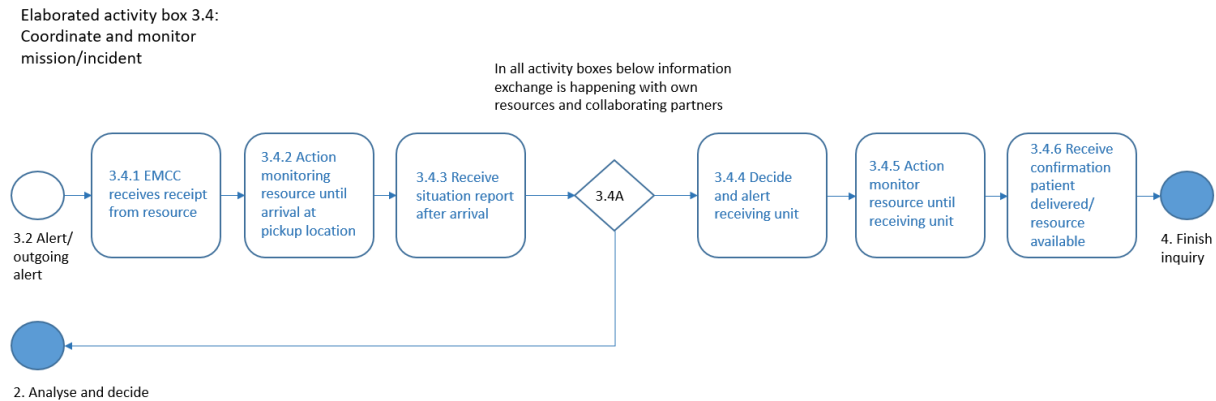 Elaborated activity box 3.4:
Coordinate and monitor
mission/incident
In all activity boxes below information
exchange is happening with own
resources and collaborating partners
3.2 Alert/
outgoing
alert
3.4.1 EMCC
receives receipt
from resource
3.4.2 Action
monitoring
resource until
arrival at
pickup location
3.4.3 Receive
situation report
after arrival
3.4A
3.4.4 Decide
and alert
receiving unit
3.4.5 Action
monitor
resource until
receiving unit
3.4.6 Receive
confirmation
patient
delivered/
resource
available
4. Finish
inquiry
2. Analyse and decide